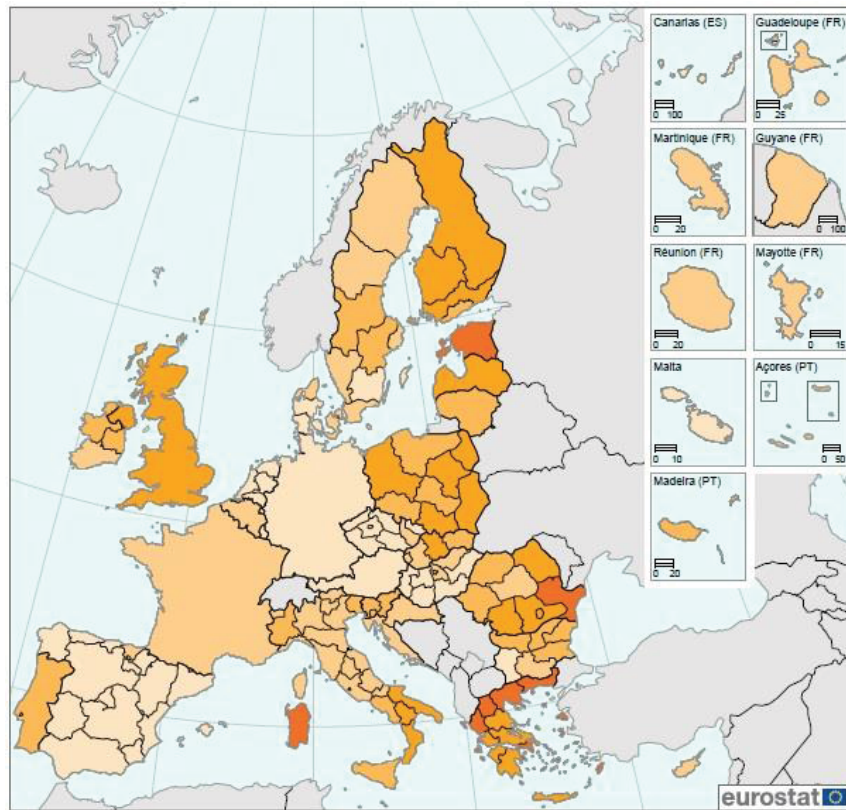 Canarias (ES)
0 100
Guadeloupe (FR)
0 25
Martinique (FR)
0 20
Guyane (FR)
0 100
Réunion (FR)
0 20
Mayotte (FR)
0 15
Malta
0 10
Açores (PT)
0 50
Madeira (PT)
0 20
eurostat